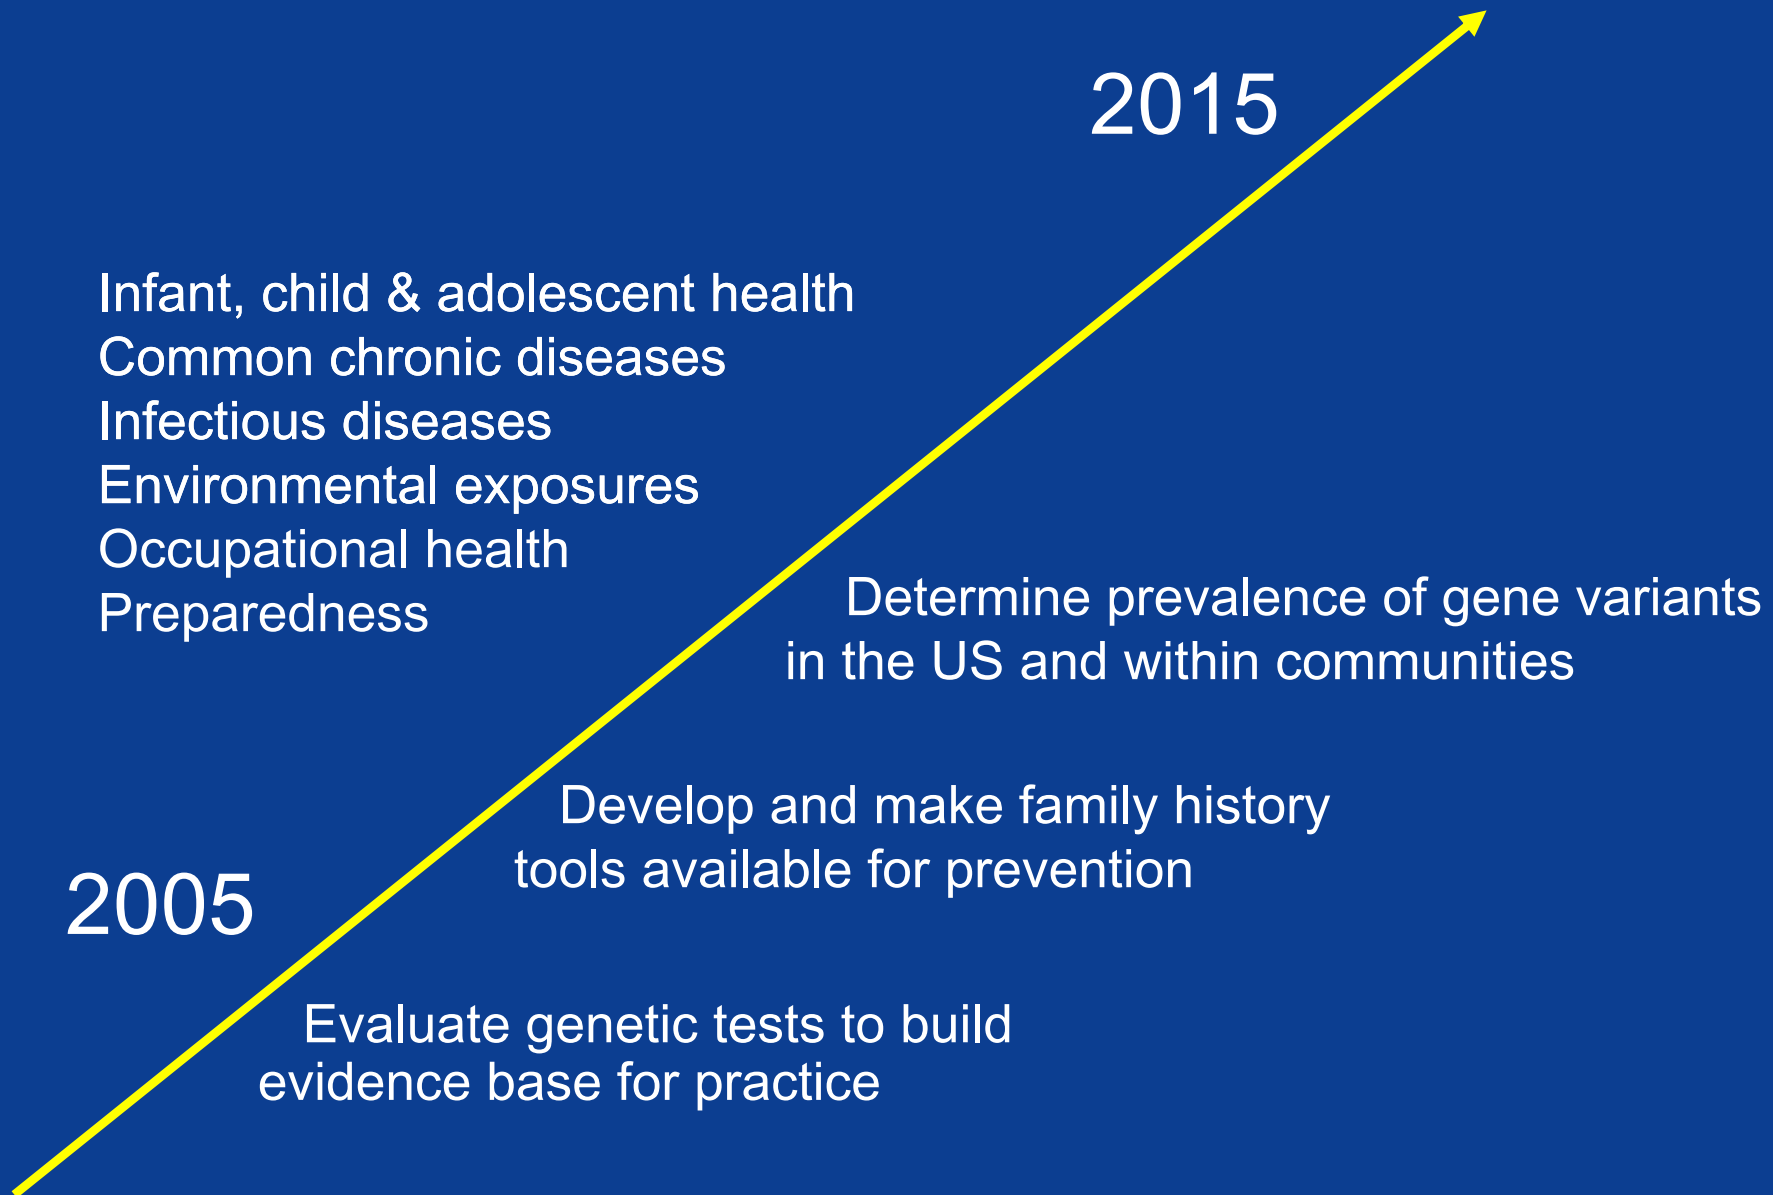 2015
Infant, child & adolescent health
Common chronic diseases
Infectious diseases
Environmental exposures
Occupational health
Preparedness
Determine prevalence of gene variants
in the US and within communities
Develop and make family history
tools available for prevention
2005
Evaluate genetic tests to build
evidence base for practice